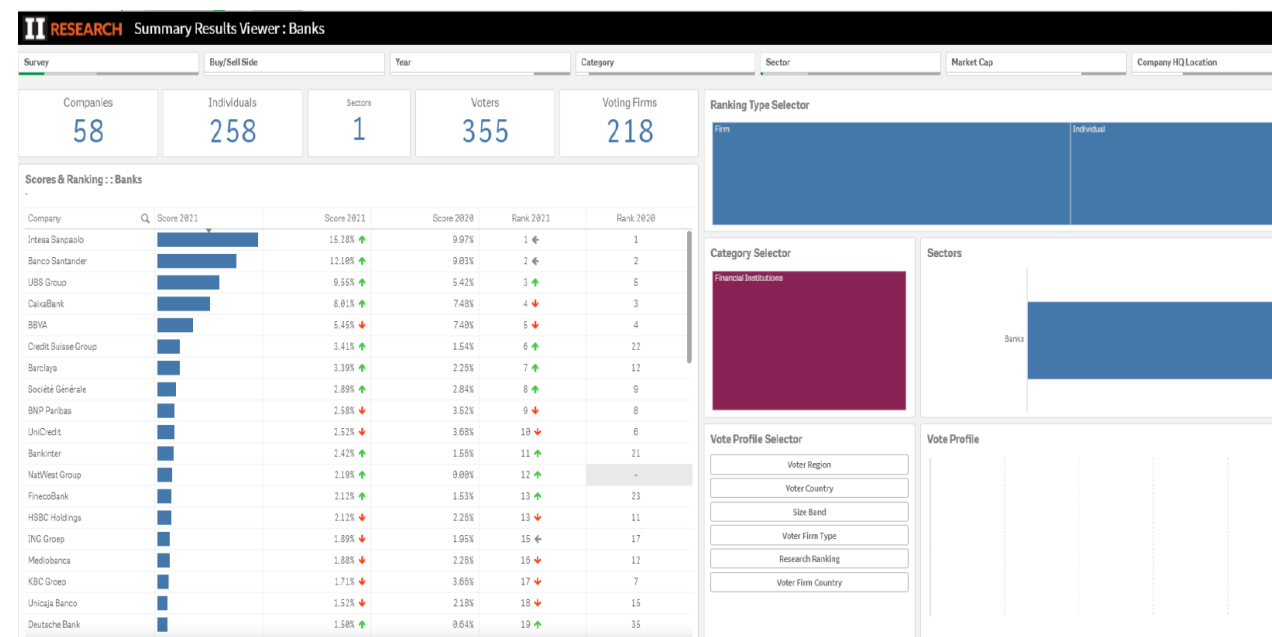 II RESEARCH Summary Results Viewer : Banks
Survey Buy/Sell Side Year Category Sector Market Cap Company HQ Location
Companies Individuals Sectors Voters Voting Firms
58 258 1 355 218
Scores & Ranking : : Banks
-
Company Score 2021 Score 2021 Score 2020 Rank 2021 Rank 2020
Intesa Sanpaolo 15.28% 9.97% 1 1
Banco Santander 12.10% 9.03% 2 2
UBS Group 9.55% 5.42% 3 5
CaixaBank 8.01% 7.48% 4 3
BBVA 5.45% 7.40% 5 4
Credit Suisse Group 3.41% 1.54% 6 22
Barclays 3.39% 2.26% 7 12
Société Générale 2.89% 2.84% 8 9
BNP Paribas 2.58% 3.52% 9 8
UniCredit 2.52% 3.68% 10 6
Bankinter 2.42% 1.56% 11 21
NatWest Group 2.19% 0.00% 12 -
FinecoBank 2.12% 1.53% 13 23
HSBC Holdings 2.12% 2.26% 13 11
ING Groep 1.89% 1.95% 15 17
Mediobanca 1.88% 2.26% 16 12
KBC Groep 1.71% 3.66% 17 7
Unicaja Banco 1.52% 2.18% 18 15
Deutsche Bank 1.50% 0.64% 19 35
Ranking Type Selector
Firm Individual
Category Selector
Financial Institutions
Sectors
Banks
Vote Profile Selector
Voter Region
Voter Country
Size Band
Voter Firm Type
Research Ranking
Voter Firm Country
Vote Profile